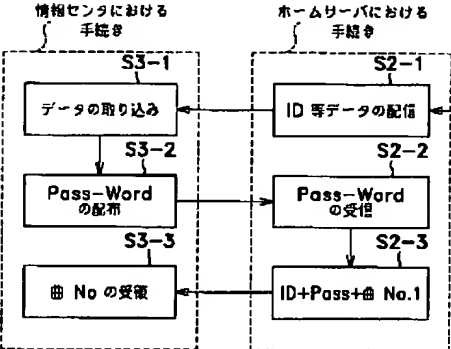 情報センタにおける
手続き
ホームサーバにおける
手続き
S3-1
データの取り込み
S2-1
ID 等データの配信
S3-2
Pass-Word
の配布
S2-2
Pass-Word
の受信
S3-3
曲 No の受領
S2-3
ID+Pass+曲 No.1